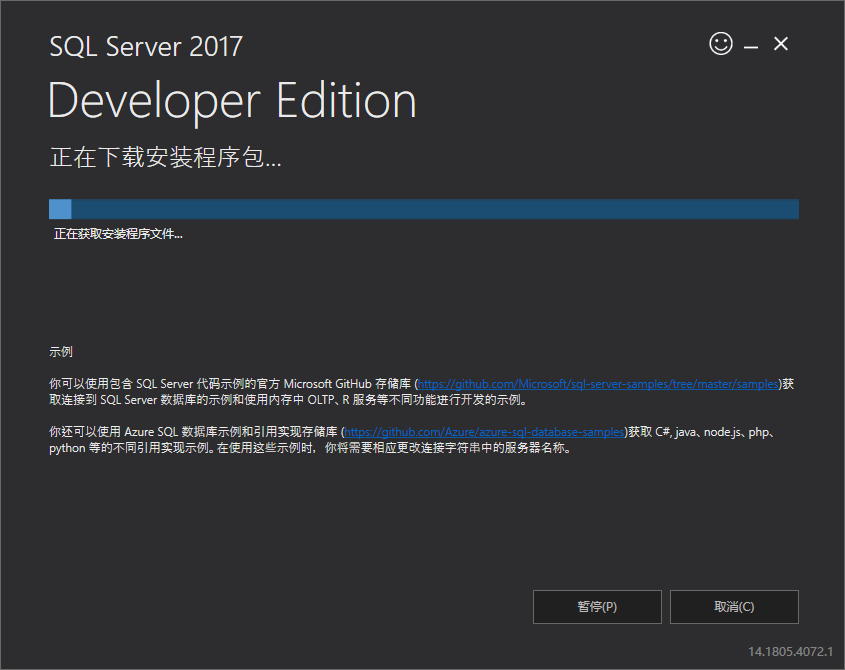 SQL Server 2017
Developer Edition
正在下载安装程序包...
正在获取安装程序文件...
示例
你可以使用包含 SQL Server 代码示例的官方 Microsoft GitHub 存储库 (https://github.com/Microsoft/sql-server-samples/tree/master/samples)获
取连接到 SQL Server 数据库的示例和使用内存中 OLTP、R 服务等不同功能进行开发的示例。
你还可以使用 Azure SQL 数据库示例和引用实现存储库 (https://github.com/Azure/azure-sql-database-samples)获取 C#, java、node.js、php、
python 等的不同引用实现示例。在使用这些示例时，你将需要相应更改连接字符串中的服务器名称。
暂停(P)
取消(C)
14.1805.4072.1